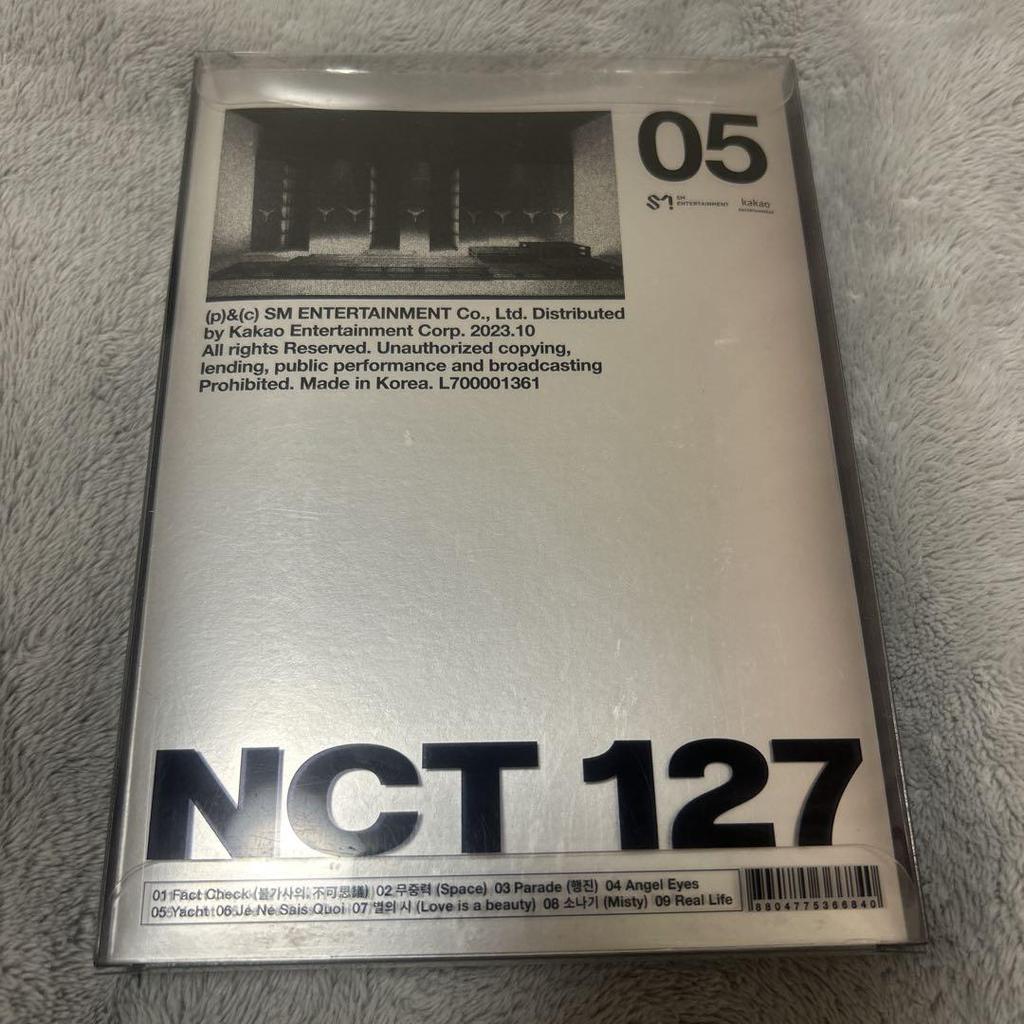 05
SM
ENTERTAINMENT
kakao
ENTERTAINMENT
(p)&(c) SM ENTERTAINMENT Co., Ltd. Distributed
by Kakao Entertainment Corp. 2023.10
All rights Reserved. Unauthorized copying,
lending, public performance and broadcasting
Prohibited. Made in Korea. L700001361
NCT 127
01 Fact Check (불가사의; 不可思議) 02 무중력 (Space) 03 Parade (행진) 04 Angel Eyes
05 Yacht 06 Je Ne Sais Quoi 07 별의 시 (Love is a beauty) 08 소나기 (Misty) 09 Real Life
8804775366840